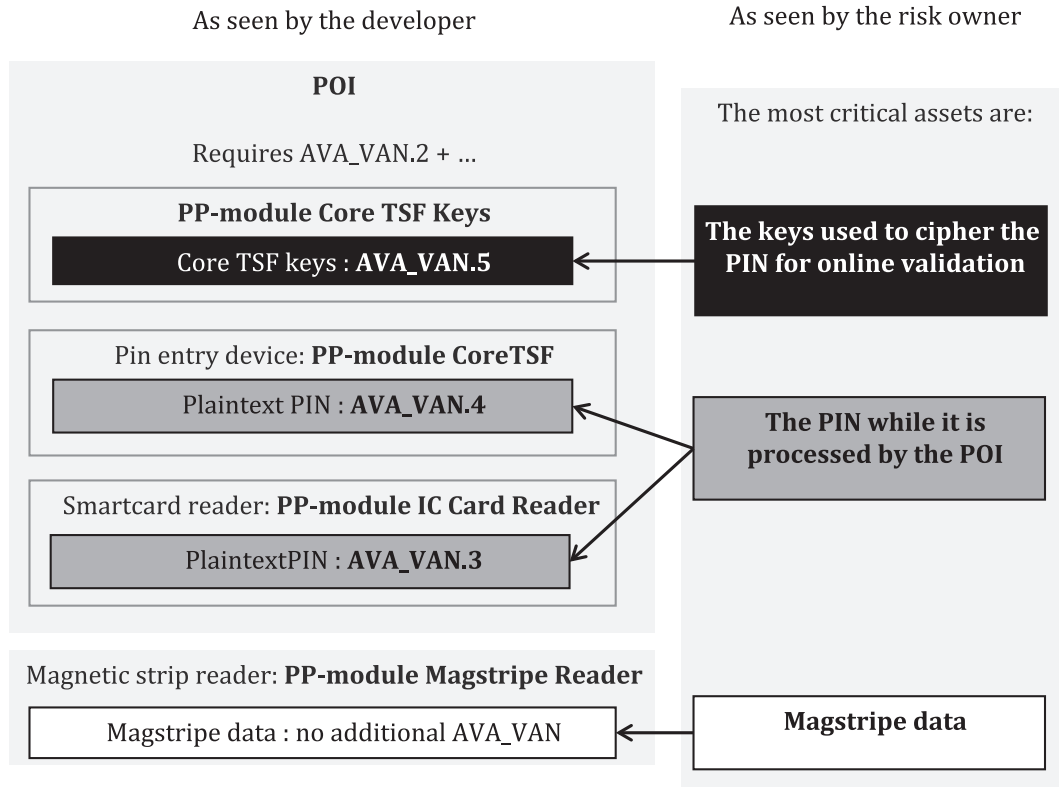 As seen by the developer
As seen by the risk owner
POI
Requires AVA_VAN.2 + …
PP-module Core TSF Keys
Core TSF keys : AVA_VAN.5
Pin entry device: PP-module CoreTSF
Plaintext PIN : AVA_VAN.4
Smartcard reader: PP-module IC Card Reader
PlaintextPIN : AVA_VAN.3
Magnetic strip reader: PP-module Magstripe Reader
Magstripe data : no additional AVA_VAN
The most critical assets are:
The keys used to cipher the
PIN for online validation
The PIN while it is
processed by the POI
Magstripe data